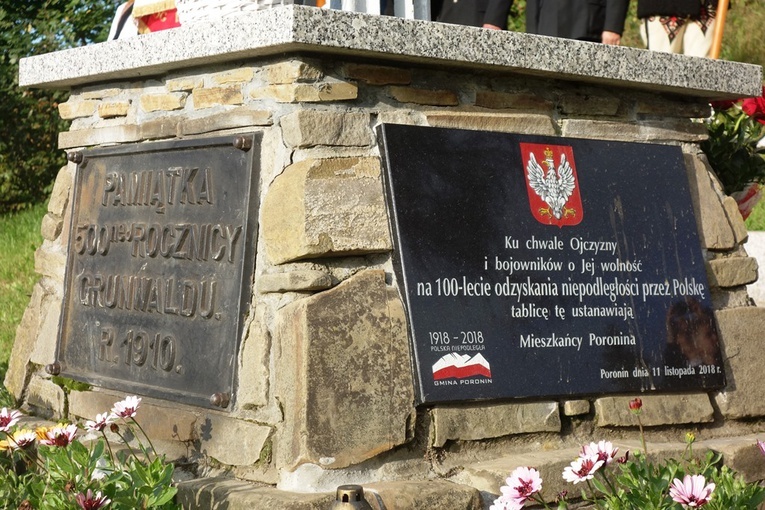 PAMIĄTKA
500letn ROCZNICY
GRUNWALDU.
R. 1910.
Ku chwale Ojczyzny
i bojowników o Jej wolność
na 100-lecie odzyskania niepodległości przez Polskę
tablicę tę ustanawiają
Mieszkańcy Poronina
1918 - 2018
POLSKA NIEPODLEGŁA
GMINA PORONIN
Poronin dnia 11 listopada 2018 r.